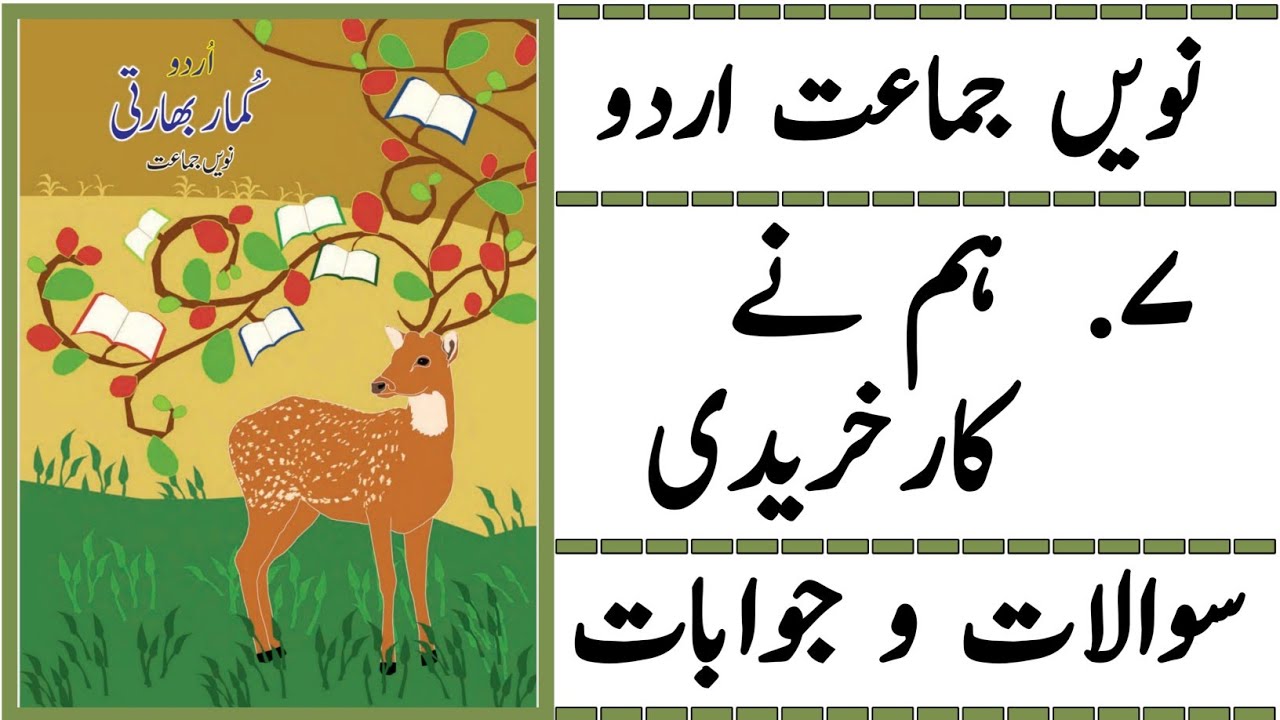 اُردو
کُمار بھارتی
نویں جماعت
نویں جماعت اردو
۷. ہم نے
کار خریدی
سوالات و جوابات